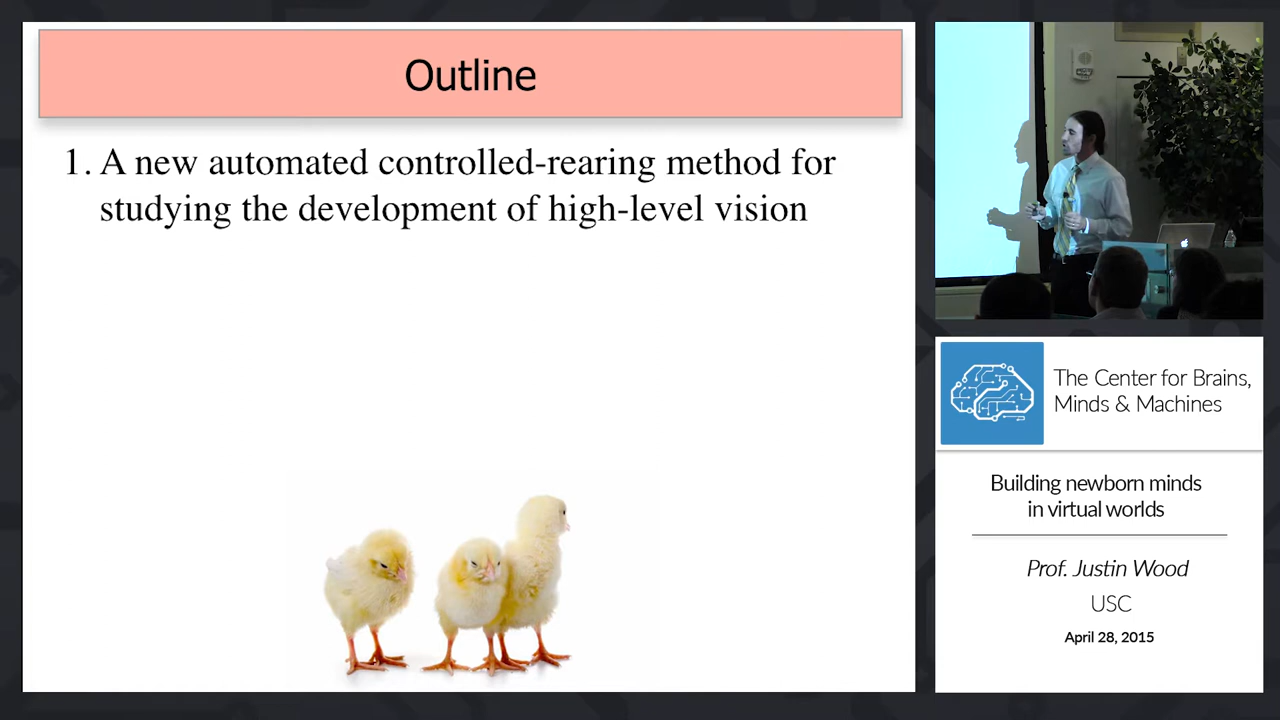 Outline
1. A new automated controlled-rearing method for
studying the development of high-level vision
The Center for Brains,
Minds & Machines
Building newborn minds
in virtual worlds
Prof. Justin Wood
USC
April 28, 2015